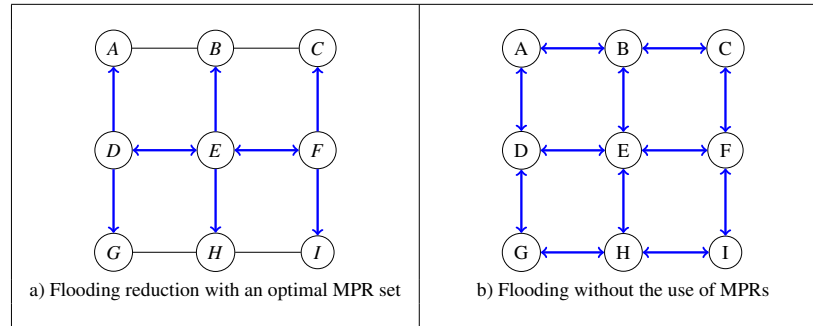 A B C
D E F
G H I
a) Flooding reduction with an optimal MPR set
A B C
D E F
G H I
b) Flooding without the use of MPRs